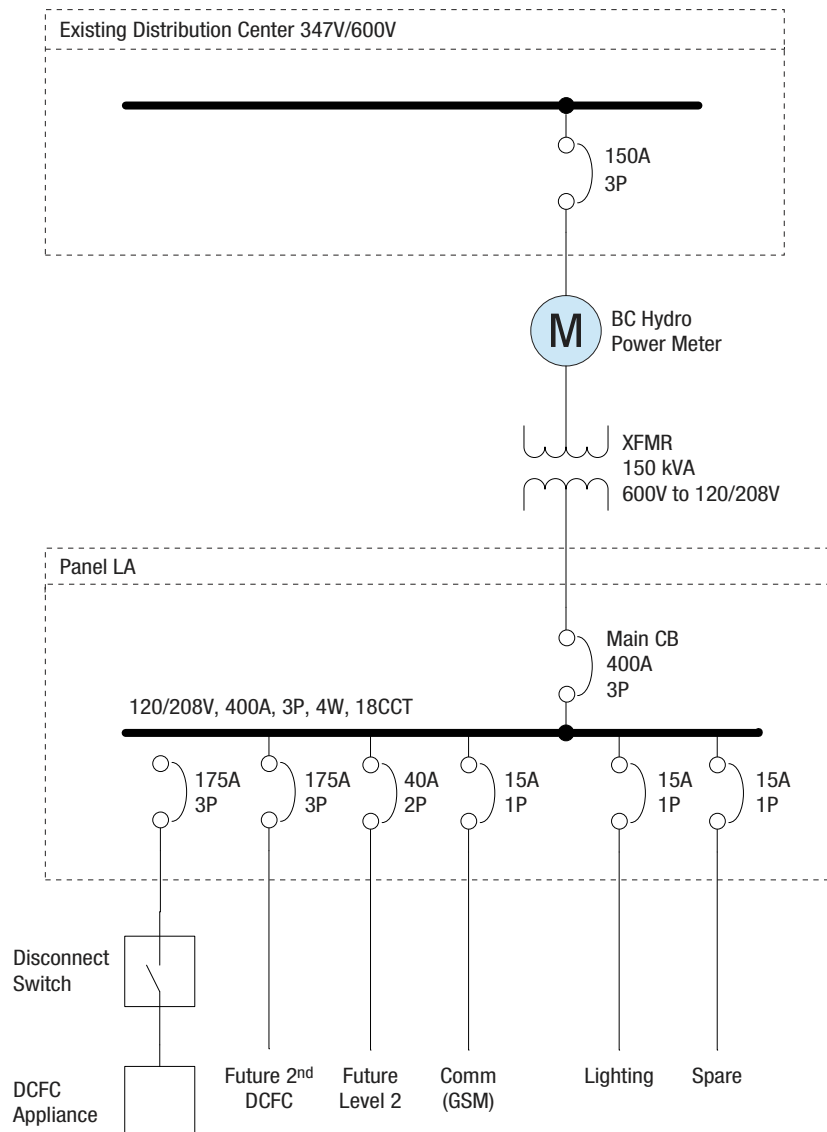 Existing Distribution Center 347V/600V
150A
3P
M
BC Hydro
Power Meter
XFMR
150 kVA
600V to 120/208V
Panel LA
Main CB
400A
3P
120/208V, 400A, 3P, 4W, 18CCT
175A
3P
175A
3P
40A
2P
15A
1P
15A
1P
15A
1P
Disconnect
Switch
DCFC
Appliance
Future 2nd
DCFC
Future
Level 2
Comm
(GSM)
Lighting
Spare